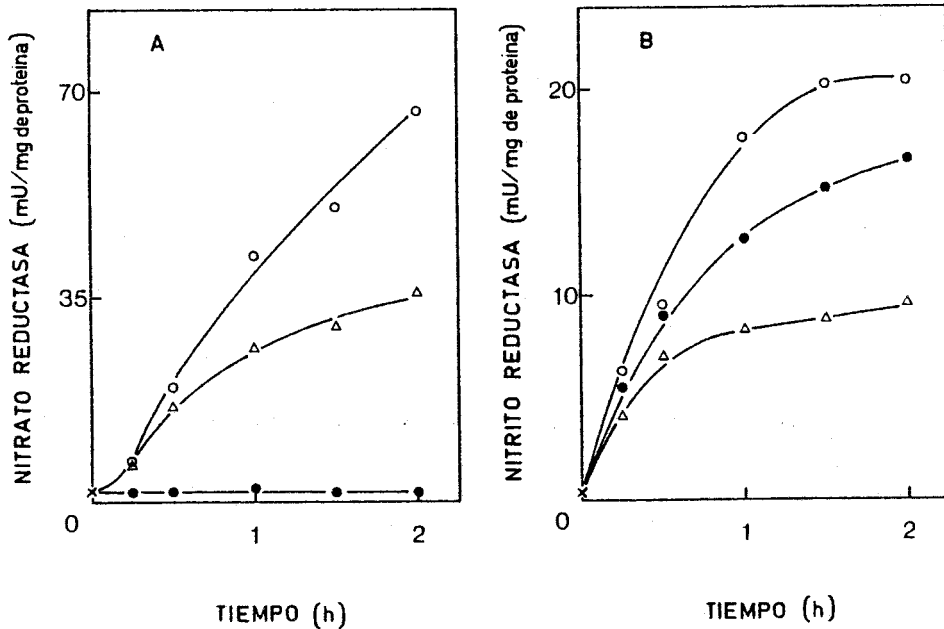 A
NITRATO REDUCTASA (mU/mg de proteina)
70
35
0
1
2
TIEMPO (h)
B
NITRITO REDUCTASA (mU/mg de proteina)
20
10
0
1
2
TIEMPO (h)